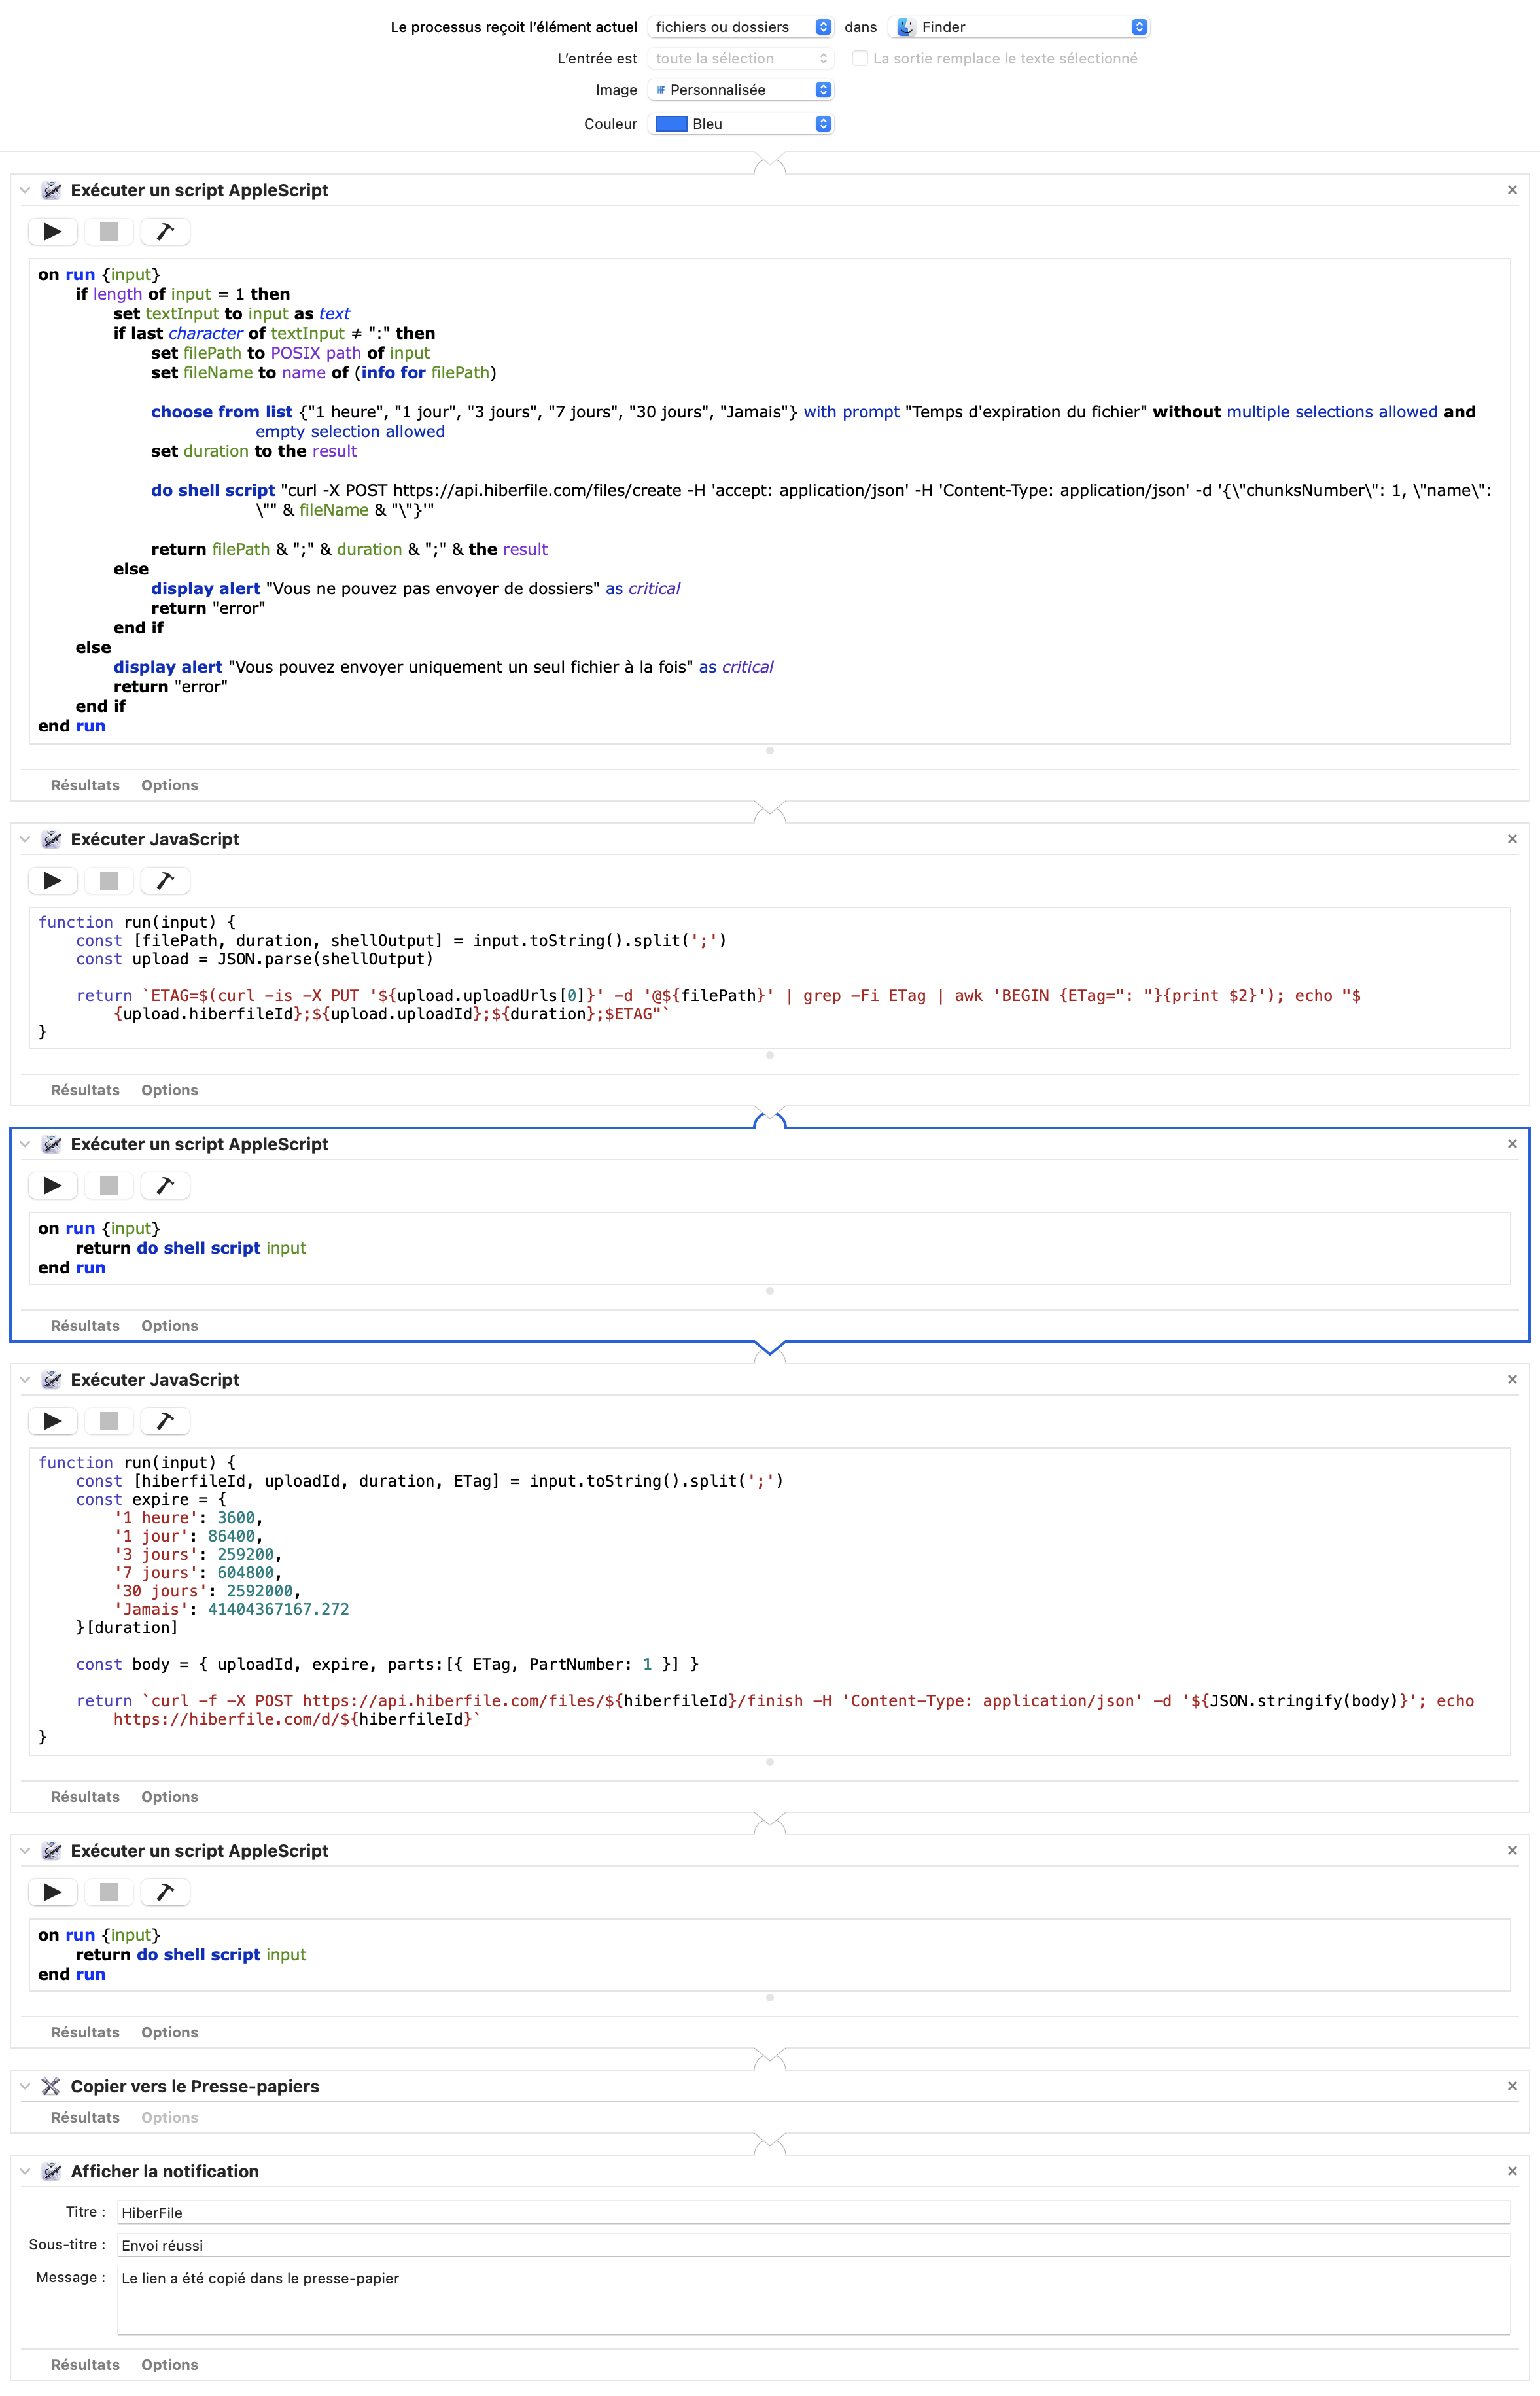 Le processus reçoit l’élément actuel fichiers ou dossiers dans Finder
L’entrée est toute la sélection La sortie remplace le texte sélectionné
Image Personnalisée
Couleur Bleu
Exécuter un script AppleScript
on run {input}
if length of input = 1 then
set textInput to input as text
if last character of textInput ≠ ":" then
set filePath to POSIX path of input
set fileName to name of (info for filePath)
choose from list {"1 heure", "1 jour", "3 jours", "7 jours", "30 jours", "Jamais"} with prompt "Temps d'expiration du fichier" without multiple selections allowed and
empty selection allowed
set duration to the result
do shell script "curl -X POST https://api.hiberfile.com/files/create -H 'accept: application/json' -H 'Content-Type: application/json' -d '{\"chunksNumber\": 1, \"name\":
\"" & fileName & "\"}'"
return filePath & ";" & duration & ";" & the result
else
display alert "Vous ne pouvez pas envoyer de dossiers" as critical
return "error"
end if
else
display alert "Vous pouvez envoyer uniquement un seul fichier à la fois" as critical
return "error"
end if
end run
Résultats Options
Exécuter JavaScript
function run(input) {
const [filePath, duration, shellOutput] = input.toString().split(';')
const upload = JSON.parse(shellOutput)
return `ETAG=$(curl -is -X PUT '${upload.uploadUrls[0]}' -d '@${filePath}' | grep -Fi ETag | awk 'BEGIN {ETag=": "}{print $2}'); echo "$
{upload.hiberfileId};${upload.uploadId};${duration};$ETAG"`
}
Résultats Options
Exécuter un script AppleScript
on run {input}
return do shell script input
end run
Résultats Options
Exécuter JavaScript
function run(input) {
const [hiberfileId, uploadId, duration, ETag] = input.toString().split(';')
const expire = {
'1 heure': 3600,
'1 jour': 86400,
'3 jours': 259200,
'7 jours': 604800,
'30 jours': 2592000,
'Jamais': 41404367167.272
}[duration]
const body = { uploadId, expire, parts:[{ ETag, PartNumber: 1 }] }
return `curl -f -X POST https://api.hiberfile.com/files/${hiberfileId}/finish -H 'Content-Type: application/json' -d '${JSON.stringify(body)}'; echo
https://hiberfile.com/d/${hiberfileId}`
}
Résultats Options
Exécuter un script AppleScript
on run {input}
return do shell script input
end run
Résultats Options
Copier vers le Presse-papiers
Résultats Options
Afficher la notification
Titre : HiberFile
Sous-titre : Envoi réussi
Message : Le lien a été copié dans le presse-papier
Résultats Options